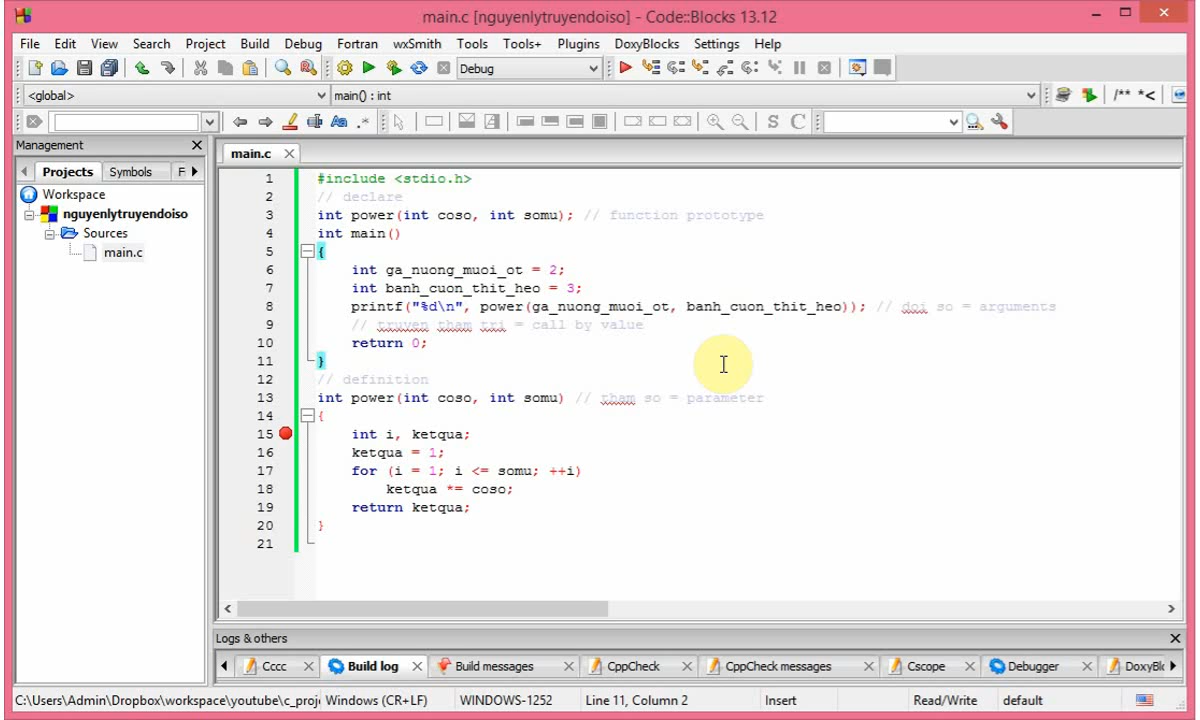 main.c [nguyenlytruyendoiso] - Code::Blocks 13.12
File Edit View Search Project Build Debug Fortran wxSmith Tools Tools+ Plugins DoxyBlocks Settings Help
Debug
<global> main() : int /** *<
Aa .* S C
Management
main.c
Projects Symbols F
Workspace
nguyenlytruyendoiso
Sources
main.c
1 #include <stdio.h>
2 // declare
3 int power(int coso, int somu); // function prototype
4 int main()
5 {
6 int ga_nuong_muoi_ot = 2;
7 int banh_cuon_thit_heo = 3;
8 printf("%d\n", power(ga_nuong_muoi_ot, banh_cuon_thit_heo)); // doi so = arguments
9 // truyen tham tri = call by value
10 return 0;
11 }
12 // definition
13 int power(int coso, int somu) // tham so = parameter
14 {
15 int i, ketqua;
16 ketqua = 1;
17 for (i = 1; i <= somu; ++i)
18 ketqua *= coso;
19 return ketqua;
20 }
21
Logs & others
Cccc Build log Build messages CppCheck CppCheck messages Cscope Debugger DoxyBl
C:\Users\Admin\Dropbox\workspace\youtube\c_proj Windows (CR+LF) WINDOWS-1252 Line 11, Column 2 Insert Read/Write default